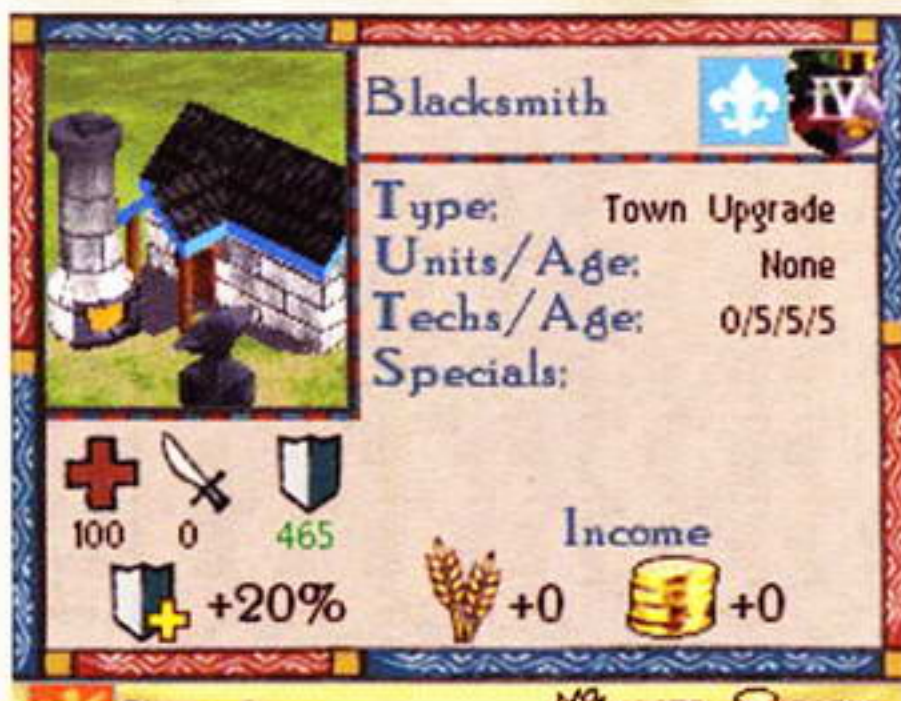 Blacksmith
IV
Type: Town Upgrade
Units/Age: None
Techs/Age: 0/5/5/5
Specials:
100 0 465
Income
+20% +0 +0